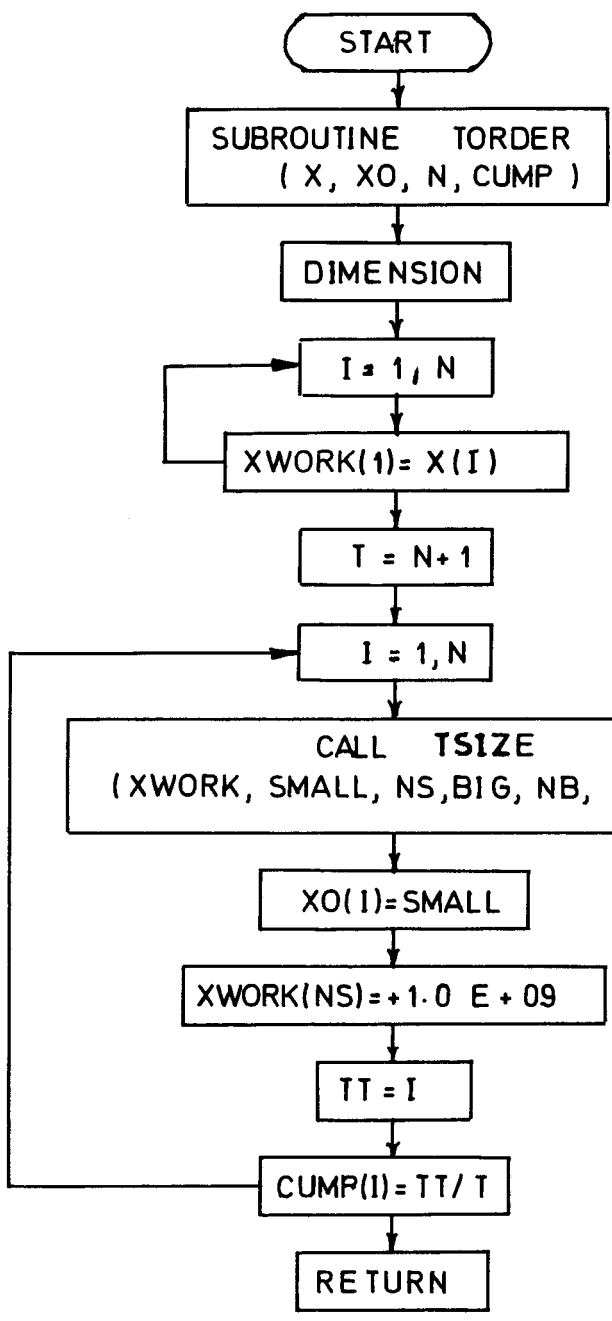 START
SUBROUTINE TORDER
( X, XO, N, CUMP )
DIMENSION
I = 1, N
XWORK(1)= X(I)
T = N+1
I = 1,N
CALL TSIZE
(XWORK, SMALL, NS,BIG, NB,
XO(I)=SMALL
XWORK(NS)=+1.0 E+09
TT = I
CUMP(I)=TT/T
RETURN